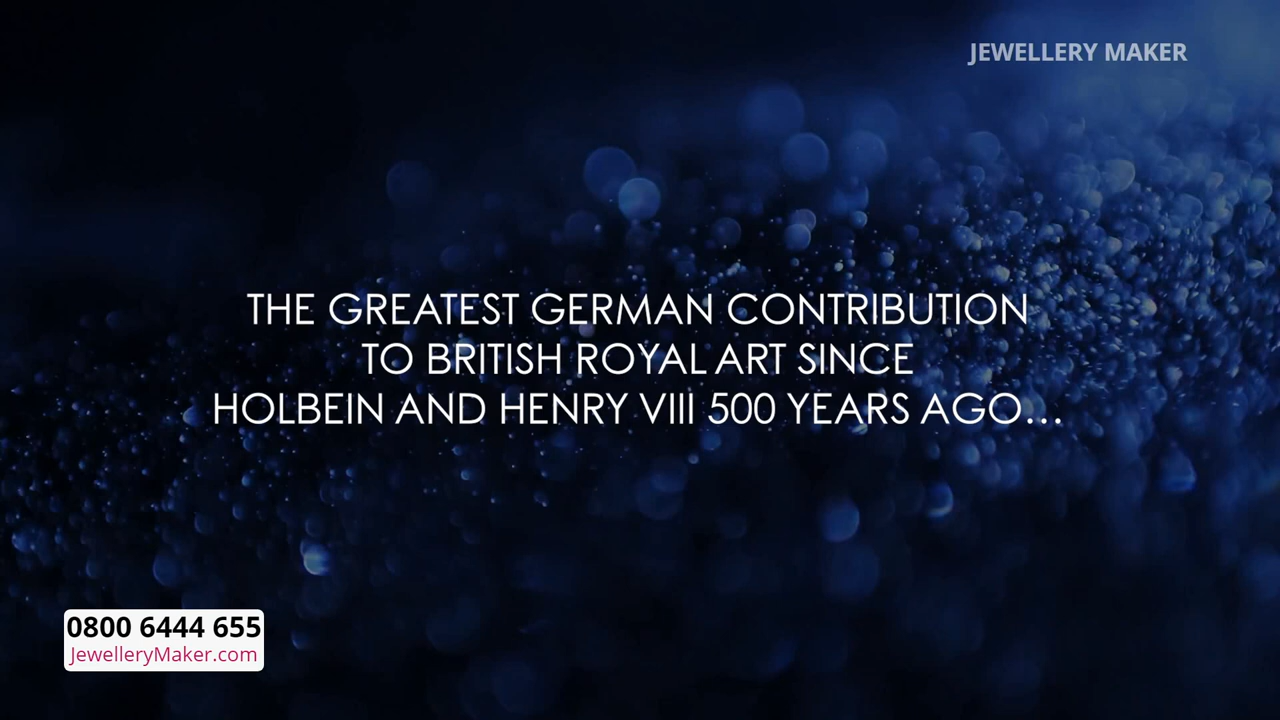 JEWELLERY MAKER
THE GREATEST GERMAN CONTRIBUTION
TO BRITISH ROYAL ART SINCE
HOLBEIN AND HENRY VIII 500 YEARS AGO...
0800 6444 655
JewelleryMaker.com